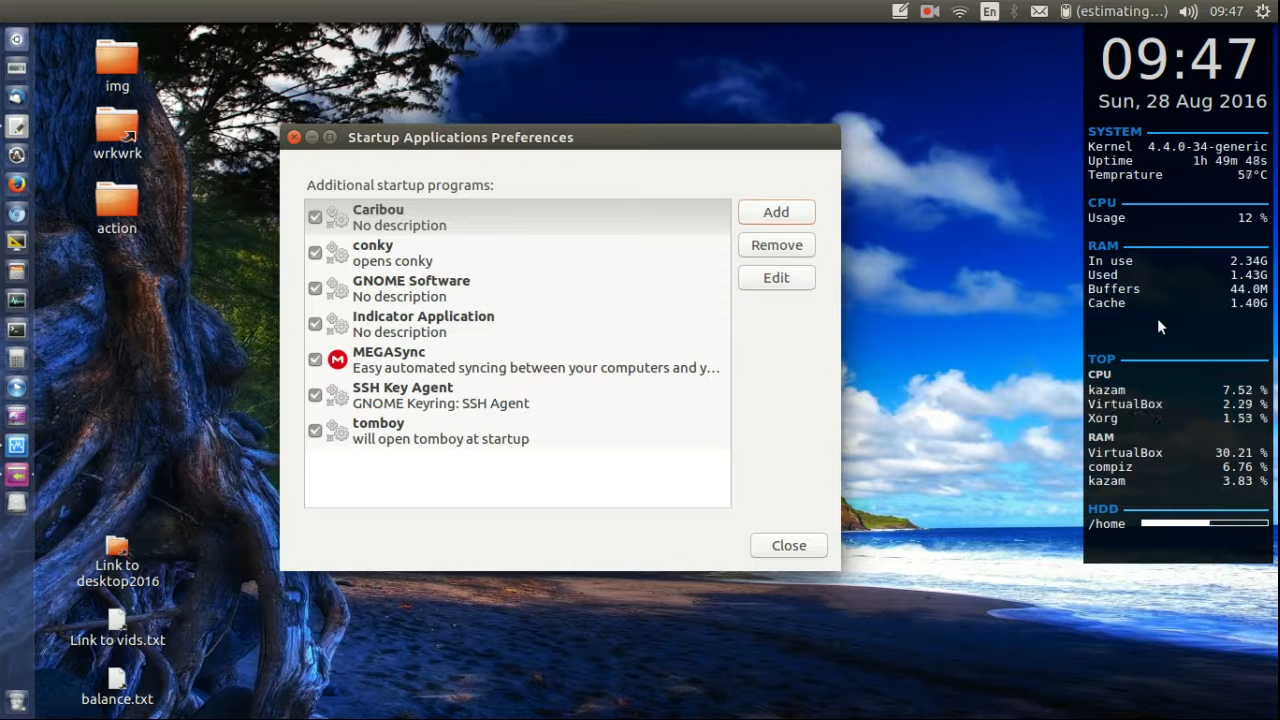 En
(estimating...)
09:47
img
wrkwrk
action
Link to
desktop2016
Link to vids.txt
balance.txt
Startup Applications Preferences
Additional startup programs:
Caribou
No description
conky
opens conky
GNOME Software
No description
Indicator Application
No description
M
MEGASync
Easy automated syncing between your computers and y...
SSH Key Agent
GNOME Keyring: SSH Agent
tomboy
will open tomboy at startup
Add
Remove
Edit
Close
09:47
Sun, 28 Aug 2016
SYSTEM
Kernel 4.4.0-34-generic
Uptime 1h 49m 48s
Temprature 57°C
CPU
Usage 12 %
RAM
In use 2.34G
Used 1.43G
Buffers 44.0M
Cache 1.40G
TOP
CPU
kazam 7.52 %
VirtualBox 2.29 %
Xorg 1.53 %
RAM
VirtualBox 30.21 %
compiz 6.76 %
kazam 3.83 %
HDD
/home